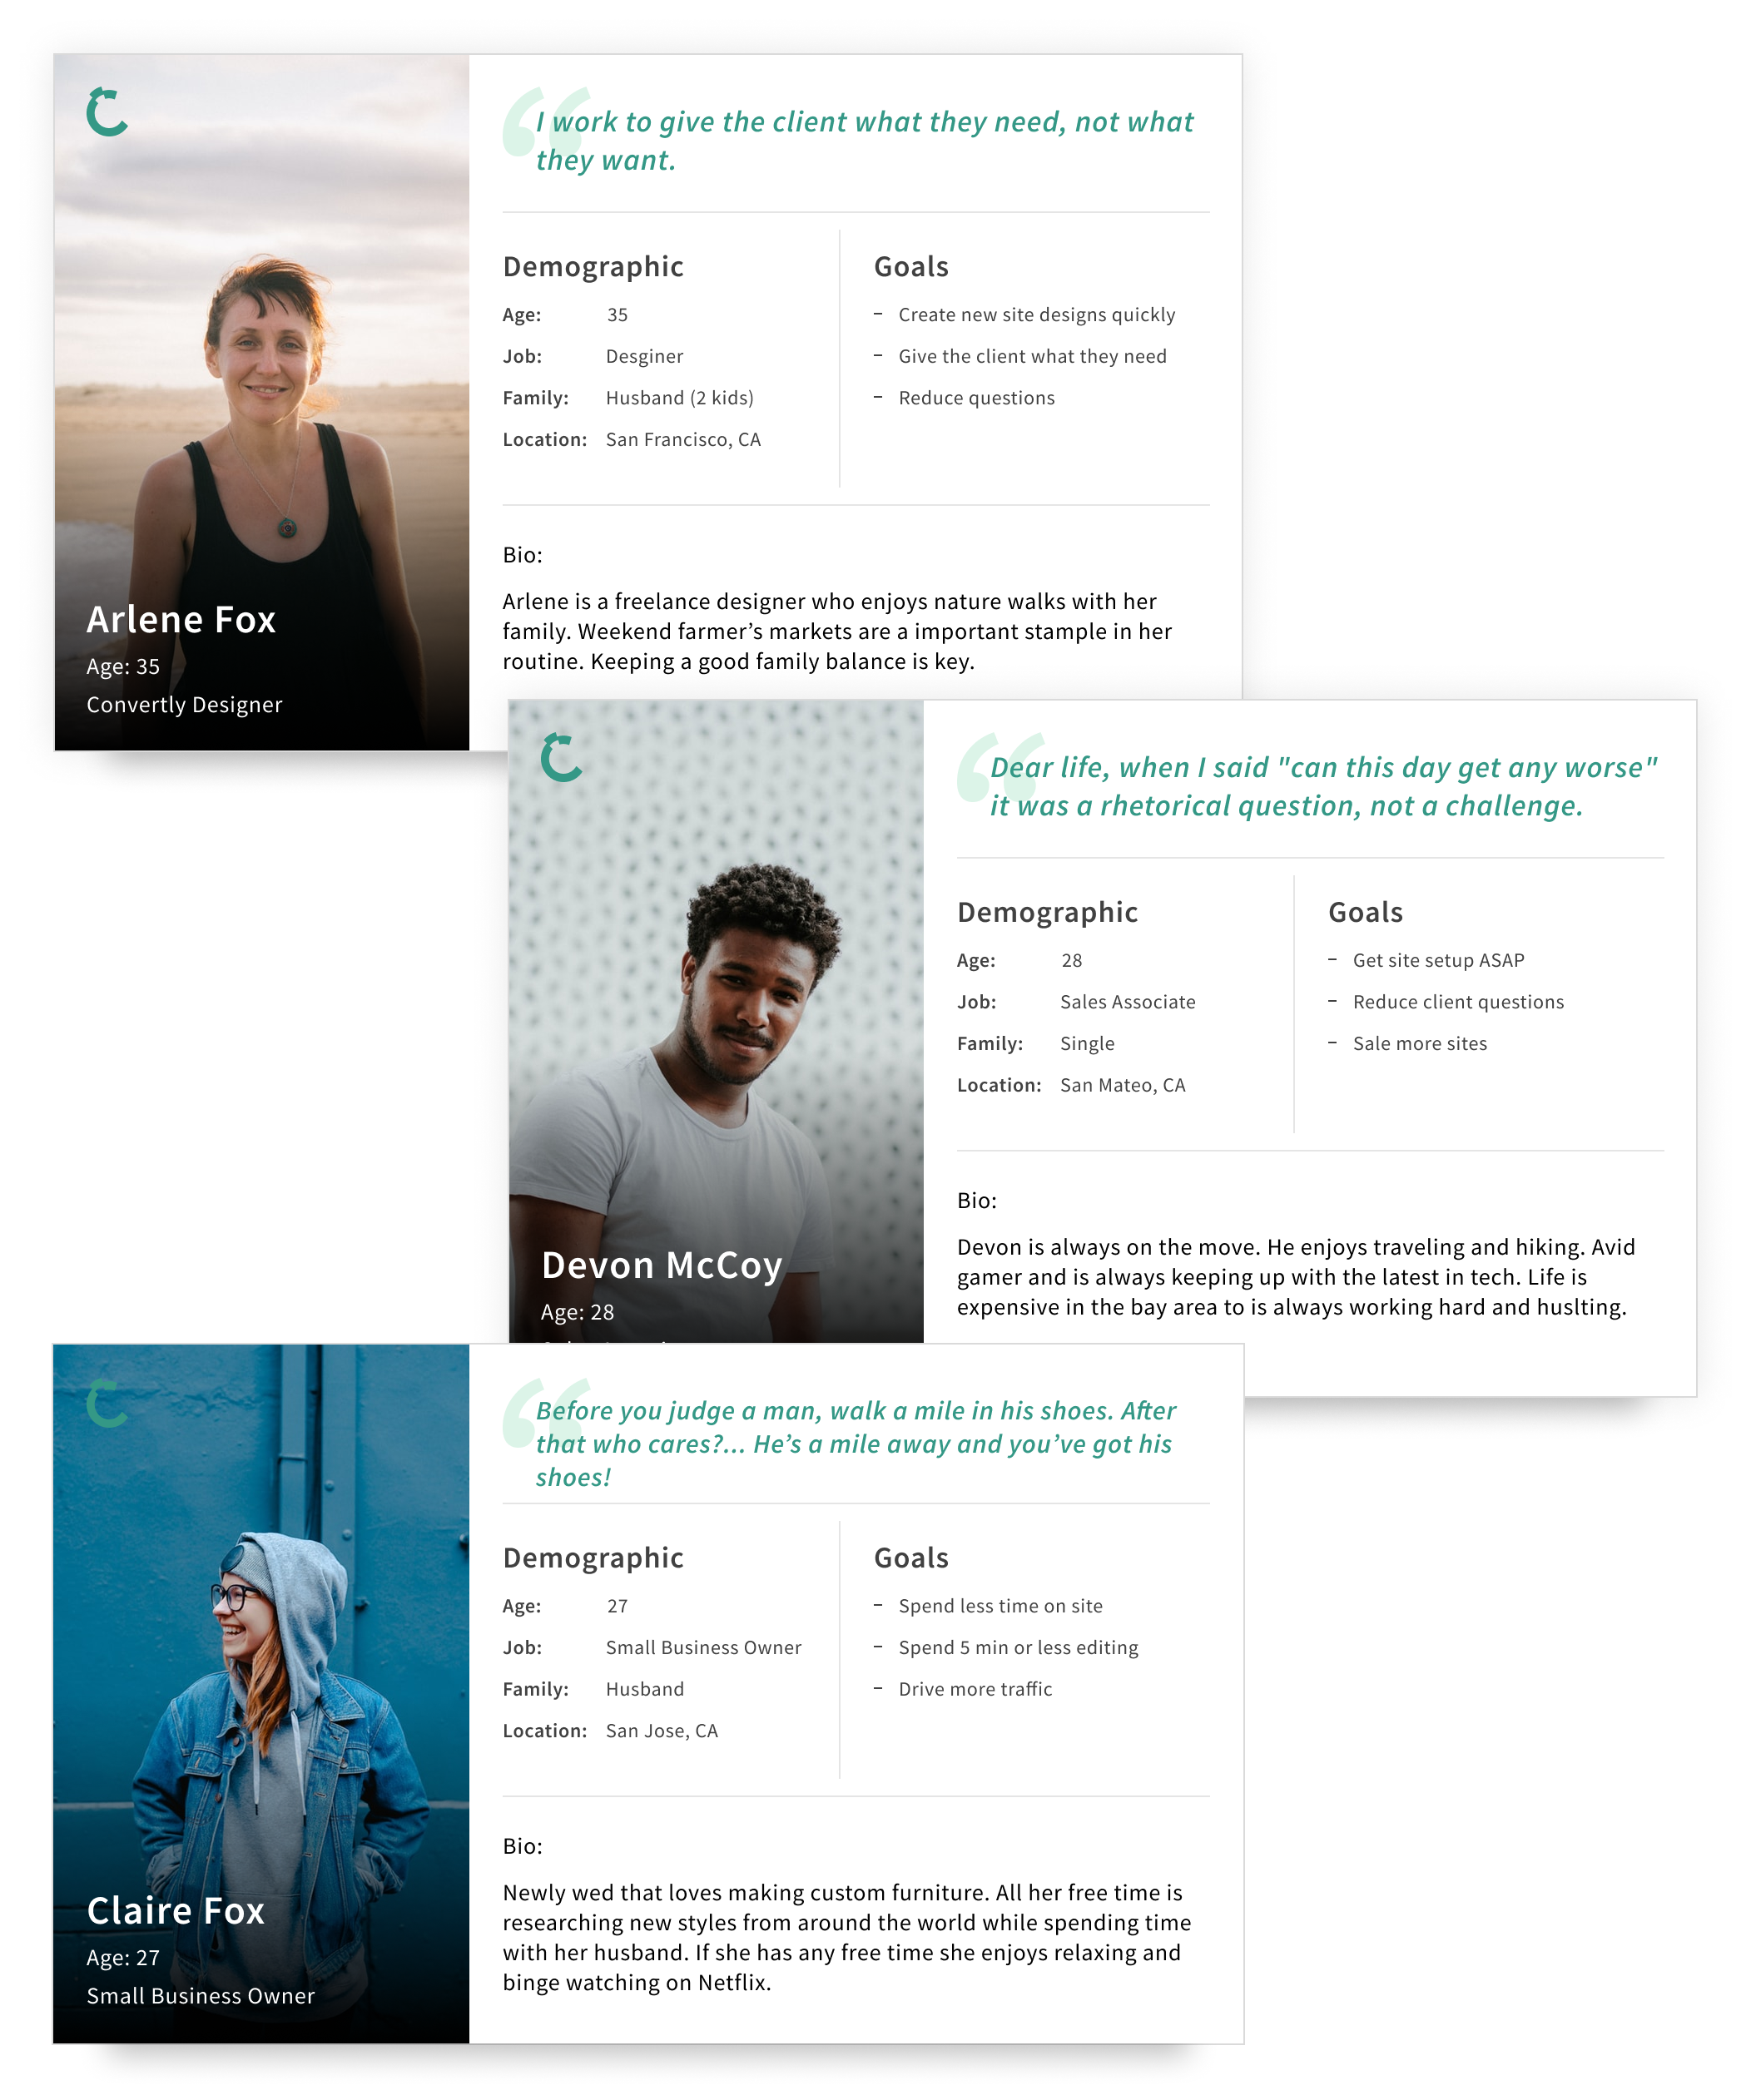 I work to give the client what they need, not what
they want.
Demographic
Age: 35
Job: Desginer
Family: Husband (2 kids)
Location: San Francisco, CA
Goals
- Create new site designs quickly
- Give the client what they need
- Reduce questions
Bio:
Arlene is a freelance designer who enjoys nature walks with her
family. Weekend farmer’s markets are a important stample in her
routine. Keeping a good family balance is key.
Arlene Fox
Age: 35
Convertly Designer
Dear life, when I said "can this day get any worse"
it was a rhetorical question, not a challenge.
Demographic
Age: 28
Job: Sales Associate
Family: Single
Location: San Mateo, CA
Goals
- Get site setup ASAP
- Reduce client questions
- Sale more sites
Bio:
Devon is always on the move. He enjoys traveling and hiking. Avid
gamer and is always keeping up with the latest in tech. Life is
expensive in the bay area to is always working hard and huslting.
Devon McCoy
Age: 28
Before you judge a man, walk a mile in his shoes. After
that who cares?... He’s a mile away and you’ve got his
shoes!
Demographic
Age: 27
Job: Small Business Owner
Family: Husband
Location: San Jose, CA
Goals
- Spend less time on site
- Spend 5 min or less editing
- Drive more traffic
Bio:
Newly wed that loves making custom furniture. All her free time is
researching new styles from around the world while spending time
with her husband. If she has any free time she enjoys relaxing and
binge watching on Netflix.
Claire Fox
Age: 27
Small Business Owner